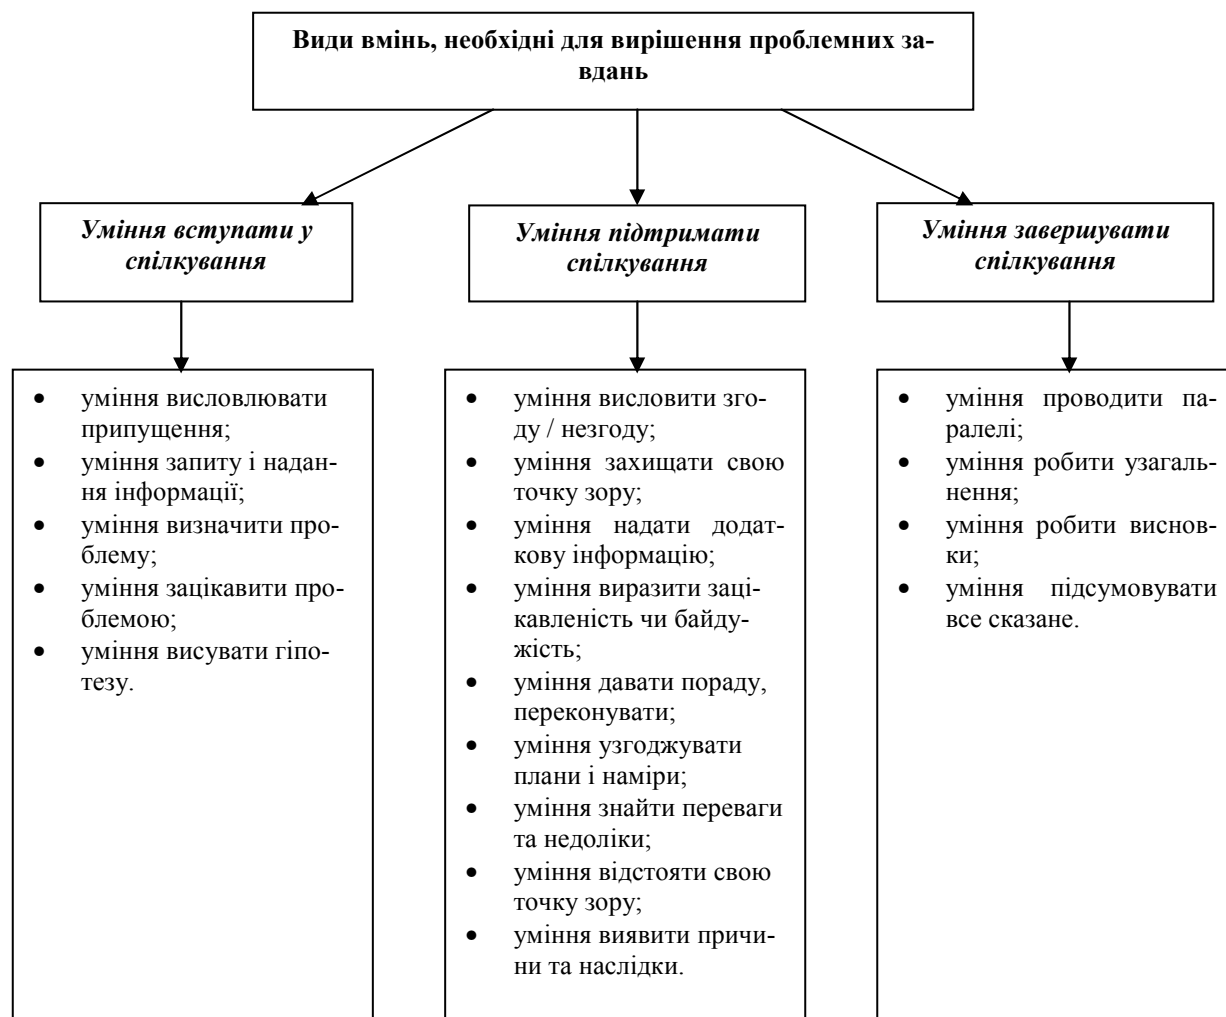 Види вмінь, необхідні для вирішення проблемних за-
вдань
Уміння вступати у
спілкування
Уміння підтримати
спілкування
Уміння завершувати
спілкування
• уміння висловлювати
припущення;
• уміння запиту і надан-
ня інформації;
• уміння визначити про-
блему;
• уміння зацікавити про-
блемою;
• уміння висувати гіпо-
тезу.
• уміння висловити зго-
ду / незгоду;
• уміння захищати свою
точку зору;
• уміння надати додат-
кову інформацію;
• уміння виразити заці-
кавленість чи байду-
жість;
• уміння давати пораду,
переконувати;
• уміння узгоджувати
плани і наміри;
• уміння знайти переваги
та недоліки;
• уміння відстояти свою
точку зору;
• уміння виявити причи-
ни та наслідки.
• уміння проводити па-
ралелі;
• уміння робити узагаль-
нення;
• уміння робити виснов-
ки;
• уміння підсумовувати
все сказане.